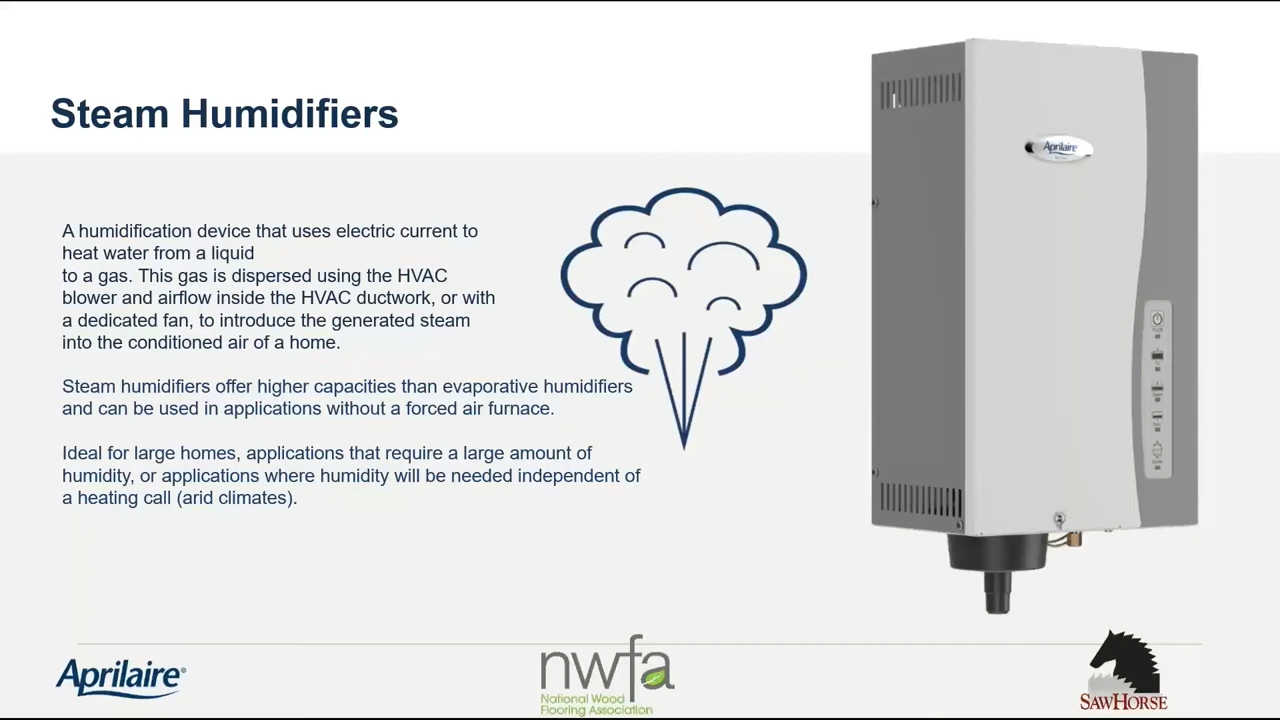 Steam Humidifiers
A humidification device that uses electric current to
heat water from a liquid
to a gas. This gas is dispersed using the HVAC
blower and airflow inside the HVAC ductwork, or with
a dedicated fan, to introduce the generated steam
into the conditioned air of a home.
Steam humidifiers offer higher capacities than evaporative humidifiers
and can be used in applications without a forced air furnace.
Ideal for large homes, applications that require a large amount of
humidity, or applications where humidity will be needed independent of
a heating call (arid climates).
Aprilaire
Aprilaire®
nwfa
National Wood
Flooring Association
SAWHORSE